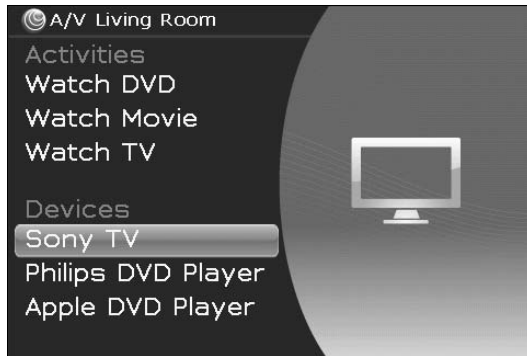 A/V Living Room
Activities
Watch DVD
Watch Movie
Watch TV
Devices
Sony TV
Philips DVD Player
Apple DVD Player